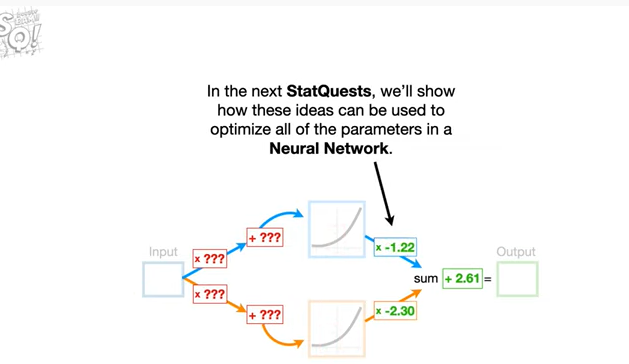 In the next StatQuests, we'll show
how these ideas can be used to
optimize all of the parameters in a
Neural Network.
+ ???
x -1.22
Input
x ???
Output
sum + 2.61 =
x ???
+ ???
x -2.30